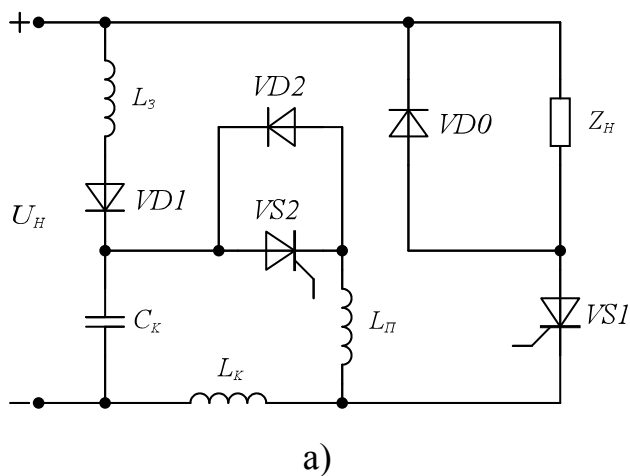 +
L_З
VD2
VD0
Z_Н
VD1
VS2
U_Н
C_К
L_П
VS1
L_К
−
а)